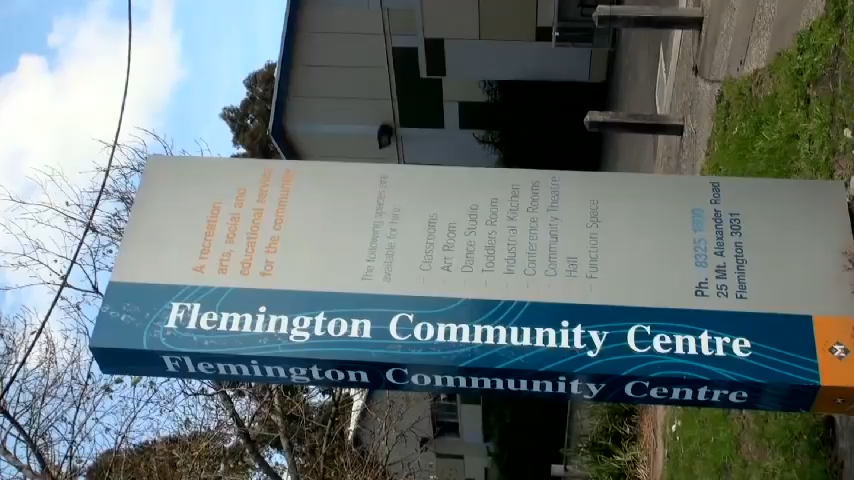 Flemington Community Centre
Flemington Community Centre
A recreation
arts, social and
educational service
for the community
The following spaces are
available for hire
- Classrooms
- Art Room
- Dance Studio
- Toddlers Room
- Industrial Kitchen
- Conference Rooms
- Community Theatre
Hall
- Function Space
Ph. 8325 1800
25 Mt. Alexander Road
Flemington 3031